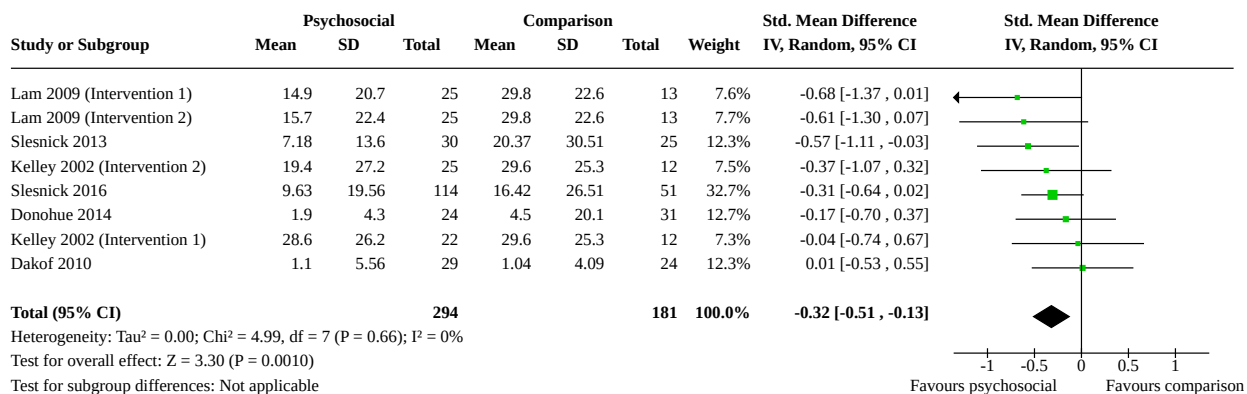 Psychosocial Comparison Std. Mean Difference Std. Mean Difference
Study or Subgroup Mean SD Total Mean SD Total Weight IV, Random, 95% CI IV, Random, 95% CI
Lam 2009 (Intervention 1) 14.9 20.7 25 29.8 22.6 13 7.6% -0.68 [-1.37 , 0.01]
Lam 2009 (Intervention 2) 15.7 22.4 25 29.8 22.6 13 7.7% -0.61 [-1.30 , 0.07]
Slesnick 2013 7.18 13.6 30 20.37 30.51 25 12.3% -0.57 [-1.11 , -0.03]
Kelley 2002 (Intervention 2) 19.4 27.2 25 29.6 25.3 12 7.5% -0.37 [-1.07 , 0.32]
Slesnick 2016 9.63 19.56 114 16.42 26.51 51 32.7% -0.31 [-0.64 , 0.02]
Donohue 2014 1.9 4.3 24 4.5 20.1 31 12.7% -0.17 [-0.70 , 0.37]
Kelley 2002 (Intervention 1) 28.6 26.2 22 29.6 25.3 12 7.3% -0.04 [-0.74 , 0.67]
Dakof 2010 1.1 5.56 29 1.04 4.09 24 12.3% 0.01 [-0.53 , 0.55]
Total (95% CI) 294 181 100.0% -0.32 [-0.51 , -0.13]
Heterogeneity: Tau² = 0.00; Chi² = 4.99, df = 7 (P = 0.66); I² = 0%
Test for overall effect: Z = 3.30 (P = 0.0010)
-1 -0.5 0 0.5 1
Test for subgroup differences: Not applicable
Favours psychosocial Favours comparison